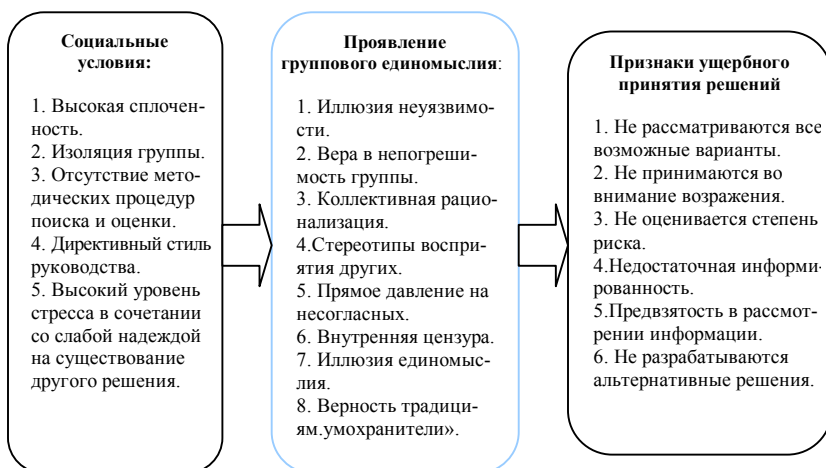 Социальные
условия:
1. Высокая сплочен-
ность.
2. Изоляция группы.
3. Отсутствие мето-
дических процедур
поиска и оценки.
4. Директивный стиль
руководства.
5. Высокий уровень
стресса в сочетании
со слабой надеждой
на существование
другого решения.
Проявление
группового единомыслия:
1. Иллюзия неуязвимо-
сти.
2. Вера в непогреши-
мость группы.
3. Коллективная рацио-
нализация.
4.Стереотипы восприя-
тия других.
5. Прямое давление на
несогласных.
6. Внутренняя цензура.
7. Иллюзия единомыс-
лия.
8. Верность традици-
ям.умохранители».
Признаки ущербного
принятия решений
1. Не рассматриваются все
возможные варианты.
2. Не принимаются во
внимание возражения.
3. Не оценивается степень
риска.
4.Недостаточная информи-
рованность.
5.Предвзятость в рассмот-
рении информации.
6. Не разрабатываются
альтернативные решения.